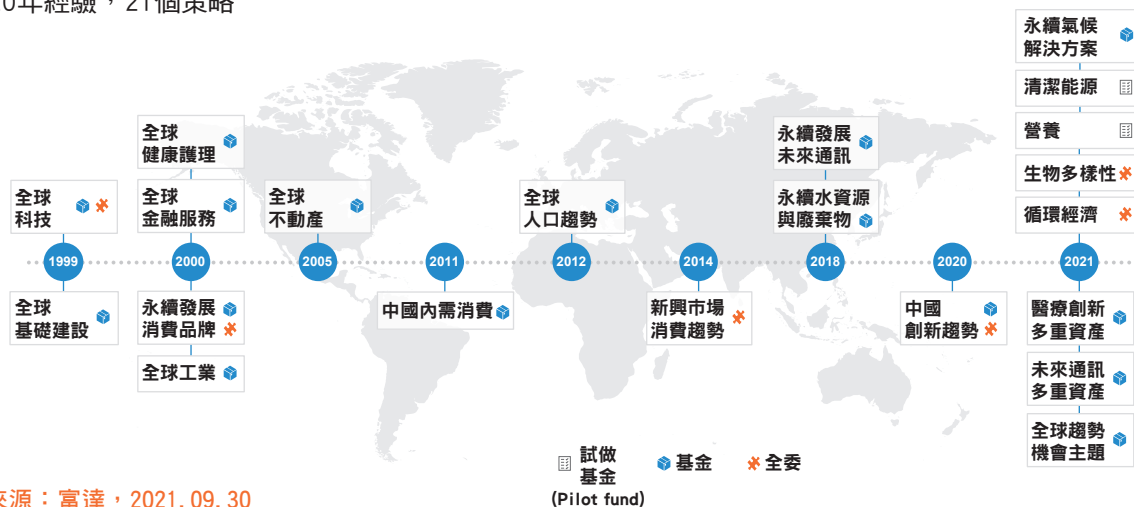 0年經驗，21個策略
永續氣候
解決方案
清潔能源
營養
生物多樣性
循環經濟
全球
健康護理
全球
金融服務
永續發展
未來通訊
永續水資源
與廢棄物
全球
科技
全球
不動產
全球
人口趨勢
1999
2000
2005
2011
2012
2014
2018
2020
2021
全球
基礎建設
永續發展
消費品牌
全球工業
中國內需消費
新興市場
消費趨勢
中國
創新趨勢
醫療創新
多重資產
未來通訊
多重資產
全球趨勢
機會主題
試做
基金
(Pilot fund)
基金
全委
來源：富達，2021.09.30